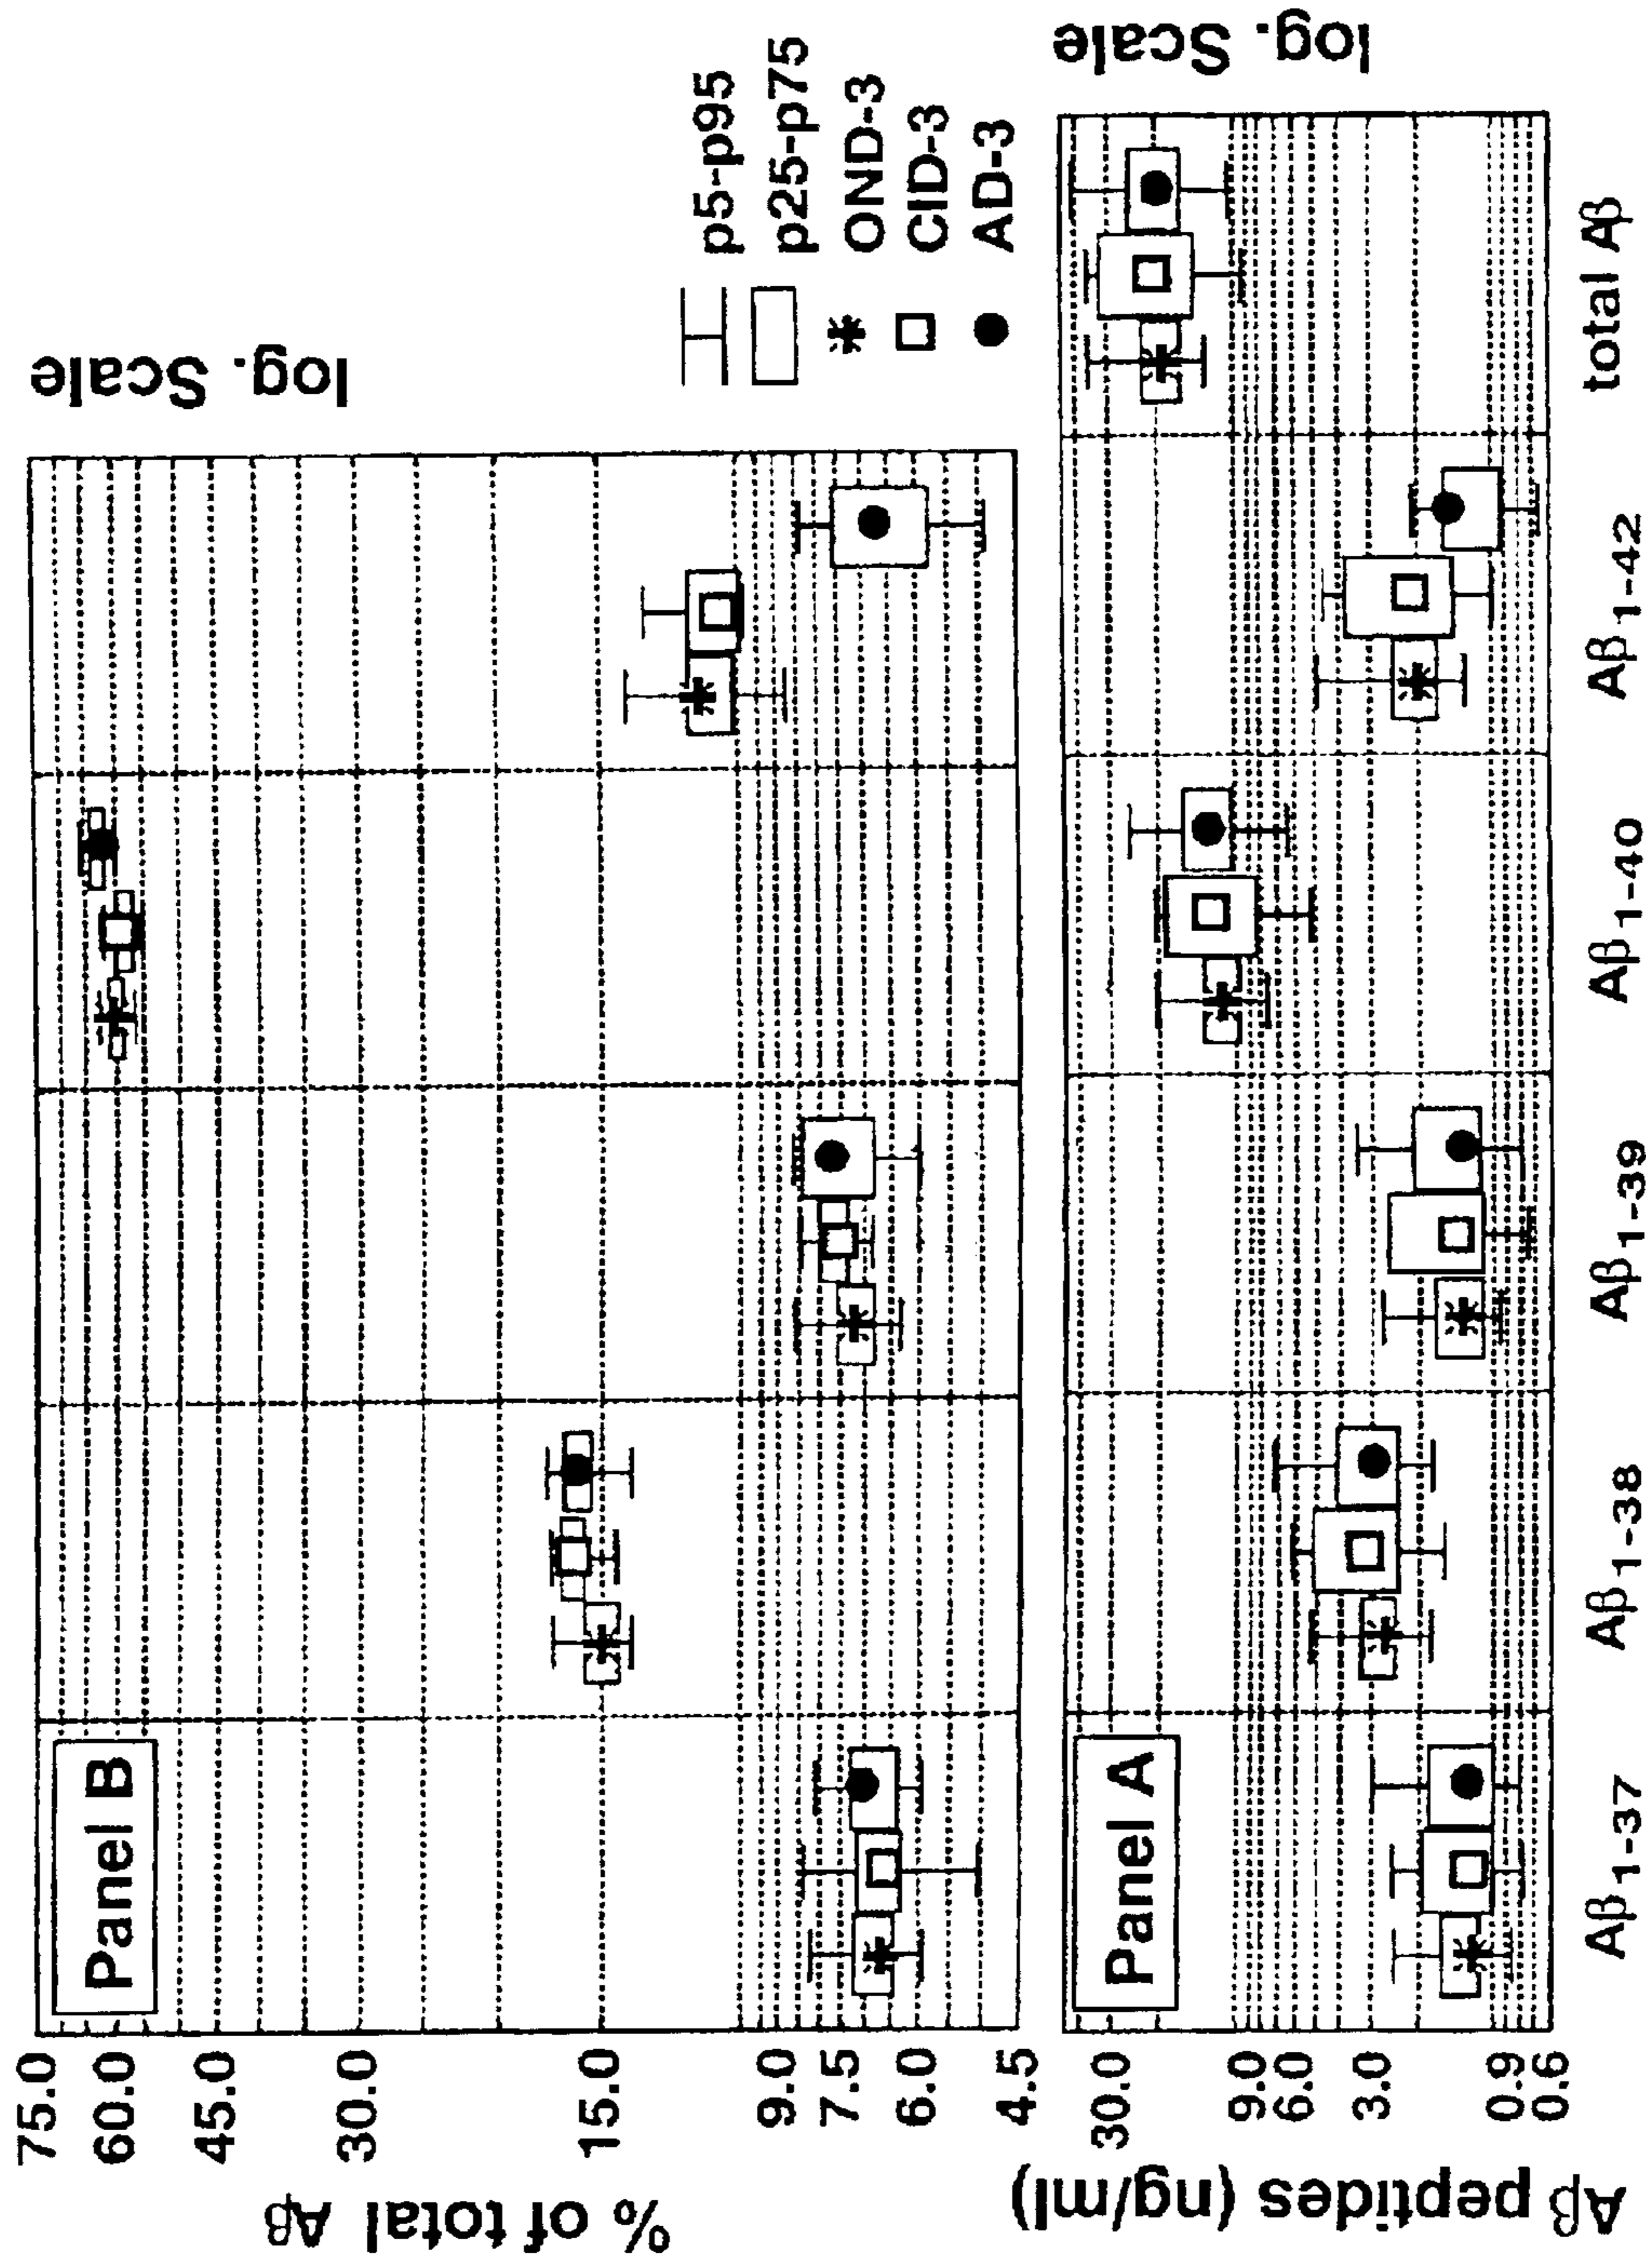 log. Scale
Panel B
75.0
60.0
45.0
30.0
15.0
9.0
7.5
6.0
4.5
% of total Aβ
p5-p95
p25-p75
OND-3
CID-3
AD-3
log. Scale
Panel A
30.0
9.0
6.0
3.0
0.9
0.6
Aβ peptides (ng/ml)
Aβ1-37
Aβ1-38
Aβ1-39
Aβ1-40
Aβ1-42
total Aβ